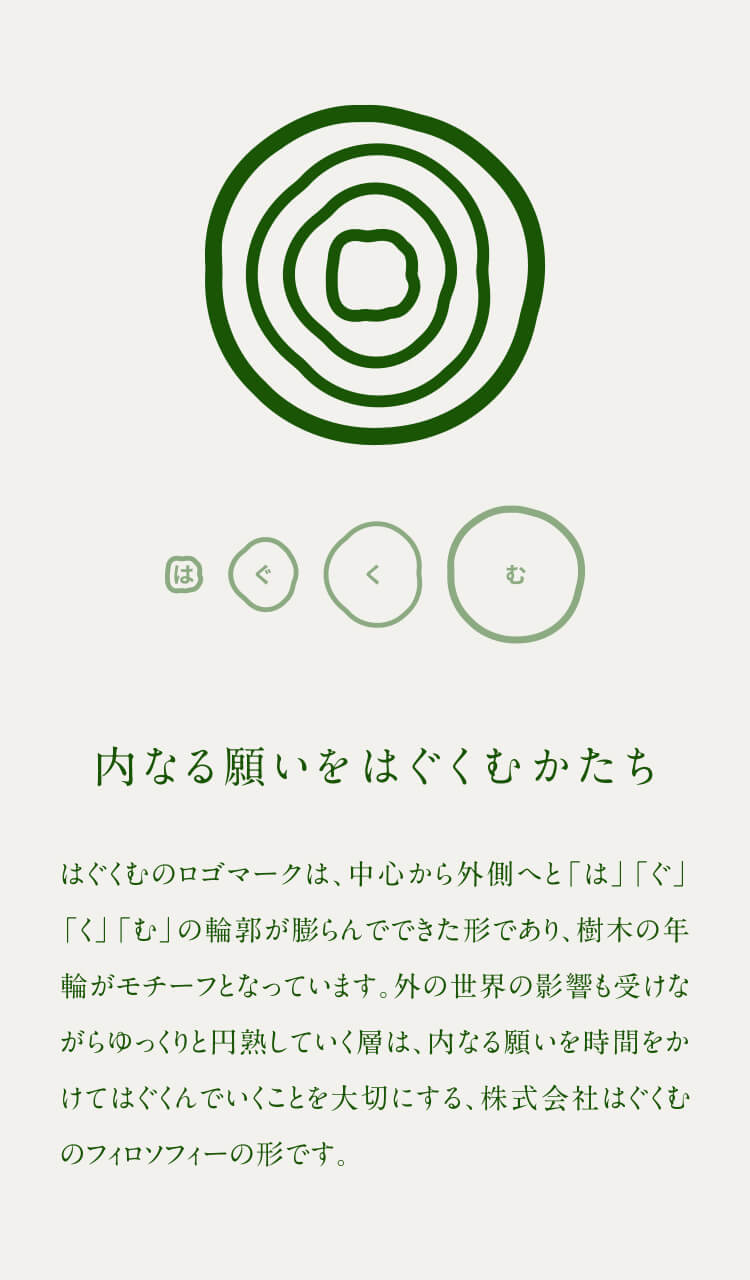 は ぐ く む
内なる願いをはぐくむかたち
はぐくむのロゴマークは、中心から外側へと「は」「ぐ」
「く」「む」の輪郭が膨らんでできた形であり、樹木の年
輪がモチーフとなっています。外の世界の影響も受けな
がらゆっくりと円熟していく層は、内なる願いを時間をか
けてはぐくんでいくことを大切にする、株式会社はぐくむ
のフィロソフィーの形です。